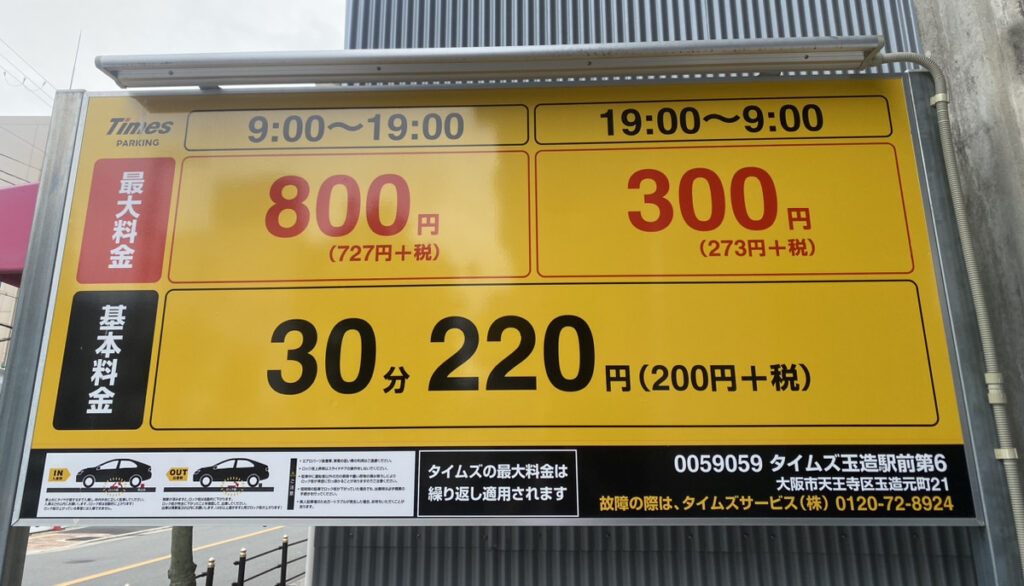 Times
PARKING
9:00～19:00
19:00～9:00
最大料金
800円
(727円＋税)
300円
(273円＋税)
基本料金
30分 220円(200円＋税)
IN
OUT
タイムズの最大料金は
繰り返し適用されます
0059059 タイムズ玉造駅前第6
大阪市天王寺区玉造元町21
故障の際は、タイムズサービス(株) 0120-72-8924